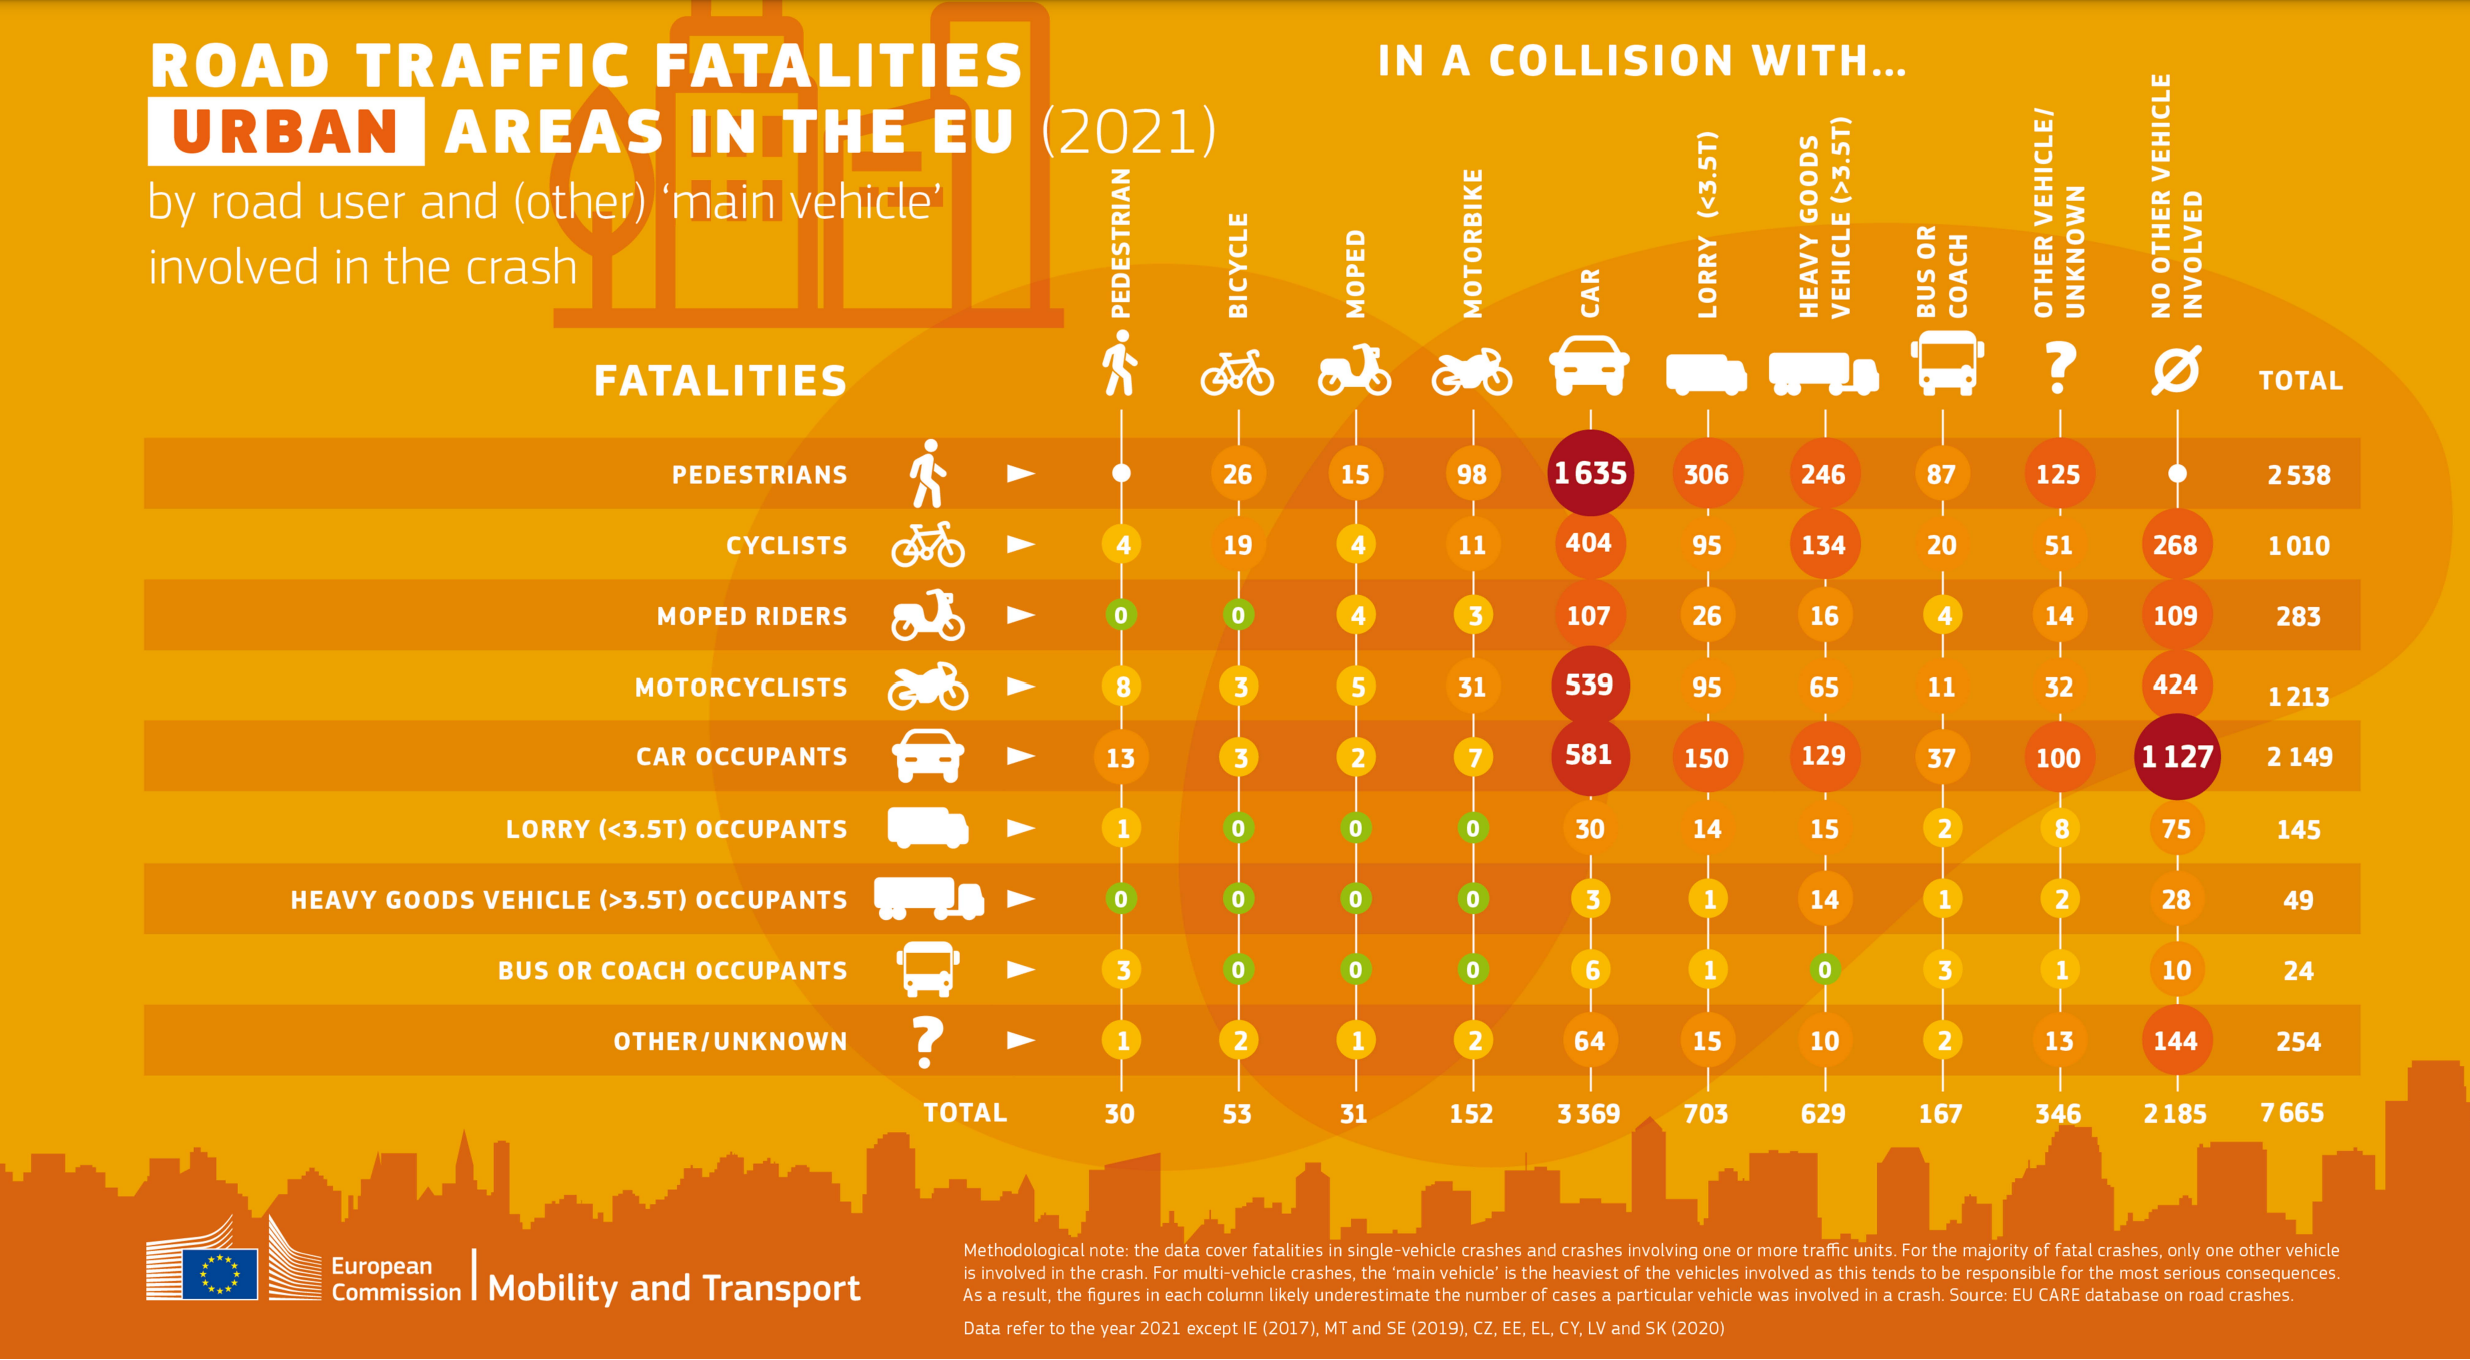 ROAD TRAFFIC FATALITIES
URBAN AREAS IN THE EU (2021)
by road user and (other) ‘main vehicle’
involved in the crash
IN A COLLISION WITH...
PEDESTRIAN
BICYCLE
MOPED
MOTORBIKE
CAR
LORRY (<3.5T)
HEAVY GOODS
VEHICLE (>3.5T)
BUS OR
COACH
OTHER VEHICLE/
UNKNOWN
NO OTHER VEHICLE
INVOLVED
FATALITIES ? TOTAL
PEDESTRIANS 26 15 98 1 635 306 246 87 125 2 538
CYCLISTS 4 19 4 11 404 95 134 20 51 268 1 010
MOPED RIDERS 0 0 4 3 107 26 16 4 14 109 283
MOTORCYCLISTS 8 3 5 31 539 95 65 11 32 424 1 213
CAR OCCUPANTS 13 3 2 7 581 150 129 37 100 1 127 2 149
LORRY (<3.5T) OCCUPANTS 1 0 0 0 30 14 15 2 8 75 145
HEAVY GOODS VEHICLE (>3.5T) OCCUPANTS 0 0 0 0 3 1 14 1 2 28 49
BUS OR COACH OCCUPANTS 3 0 0 0 6 1 0 3 1 10 24
OTHER/UNKNOWN ? 1 2 1 2 64 15 10 2 13 144 254
TOTAL 30 53 31 152 3 369 703 629 167 346 2 185 7 665
European
Commission
Mobility and Transport
Methodological note: the data cover fatalities in single-vehicle crashes and crashes involving one or more traffic units. For the majority of fatal crashes, only one other vehicle
is involved in the crash. For multi-vehicle crashes, the ‘main vehicle’ is the heaviest of the vehicles involved as this tends to be responsible for the most serious consequences.
As a result, the figures in each column likely underestimate the number of cases a particular vehicle was involved in a crash. Source: EU CARE database on road crashes.
Data refer to the year 2021 except IE (2017), MT and SE (2019), CZ, EE, EL, CY, LV and SK (2020)